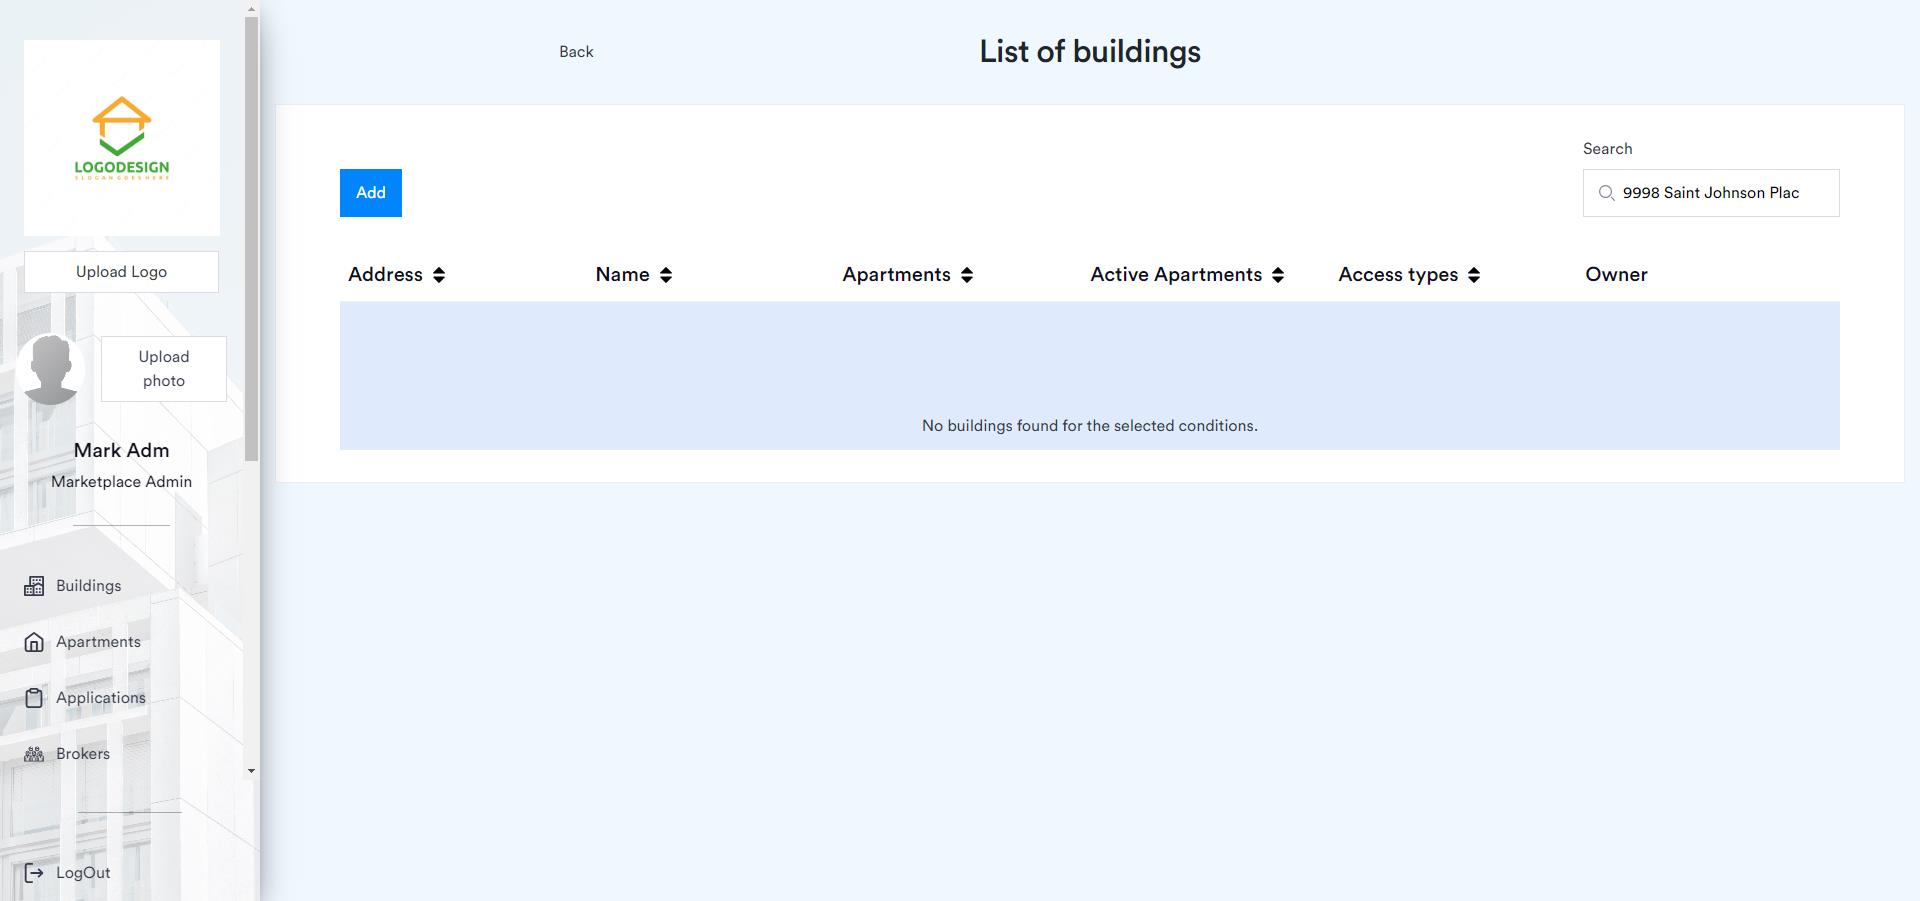 LOGODESIGN
SLOGANGOESHERE
Upload Logo
Upload
photo
Mark Adm
Marketplace Admin
Buildings
Apartments
Applications
Brokers
LogOut
Back
List of buildings
Add
Search
9998 Saint Johnson Plac
Address
Name
Apartments
Active Apartments
Access types
Owner
No buildings found for the selected conditions.